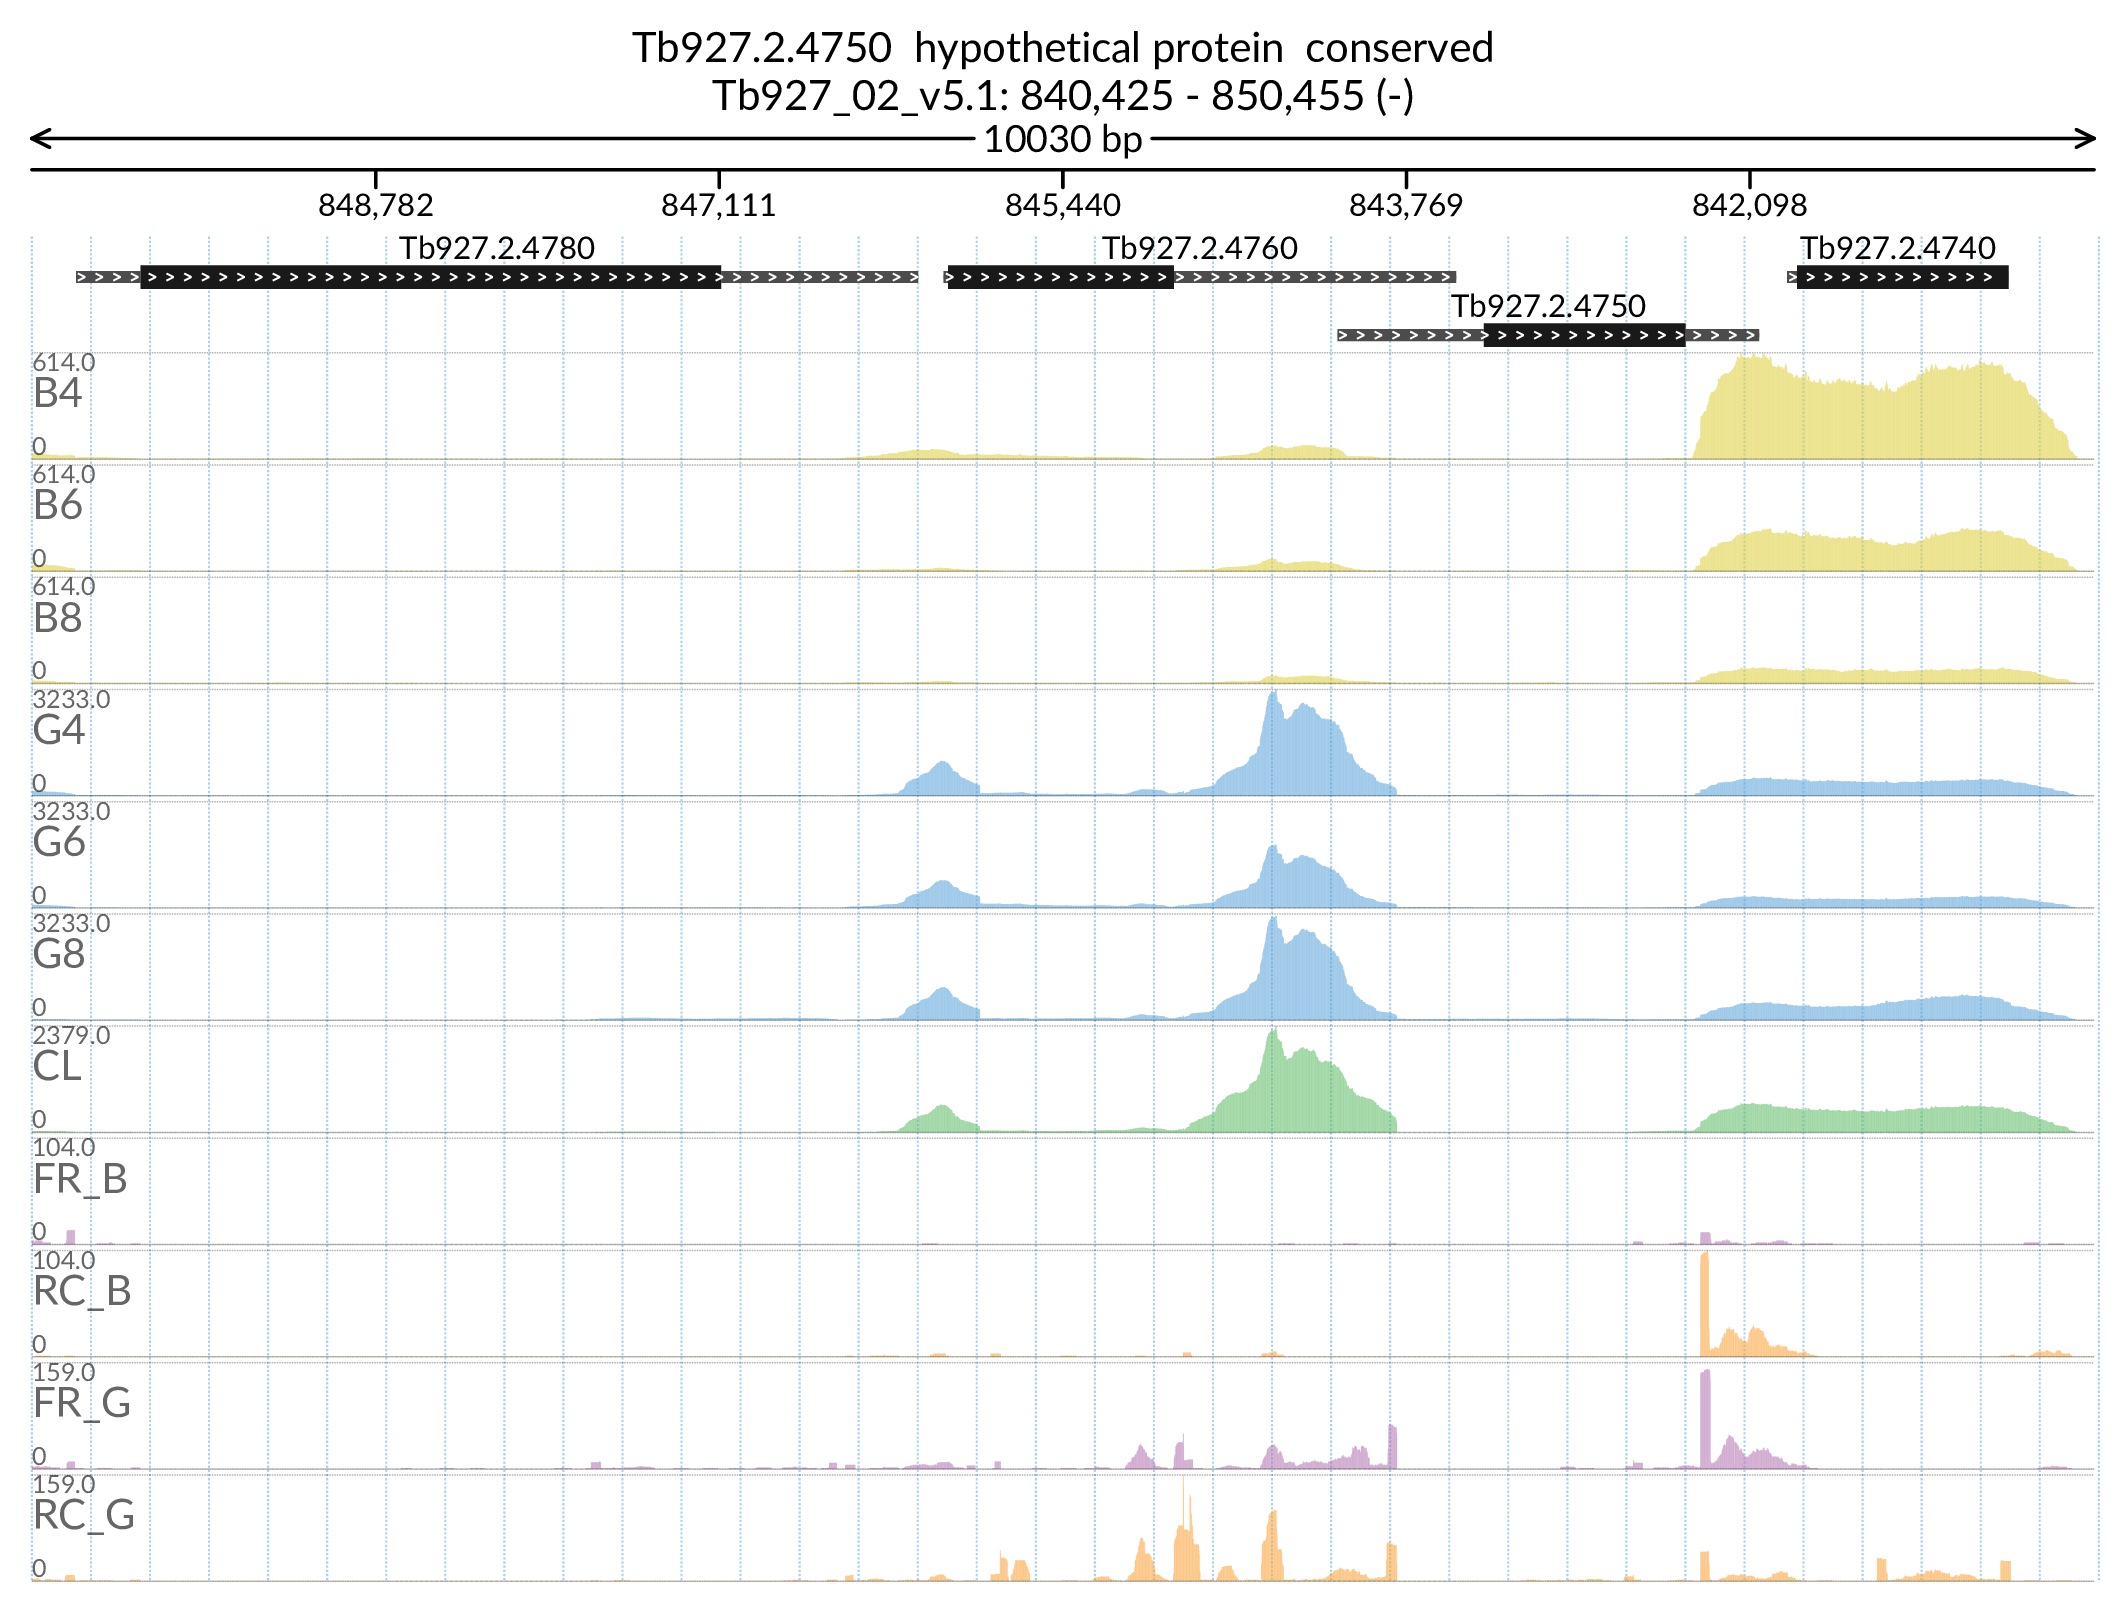 Tb927.2.4750 hypothetical protein conserved
Tb927_02_v5.1: 840,425 - 850,455 (-)
10030 bp
848,782 847,111 845,440 843,769 842,098
Tb927.2.4780 Tb927.2.4760 Tb927.2.4740
Tb927.2.4750
614.0
B4
0
614.0
B6
0
614.0
B8
0
3233.0
G4
0
3233.0
G6
0
3233.0
G8
0
2379.0
CL
0
104.0
FR_B
0
104.0
RC_B
0
159.0
FR_G
0
159.0
RC_G
0